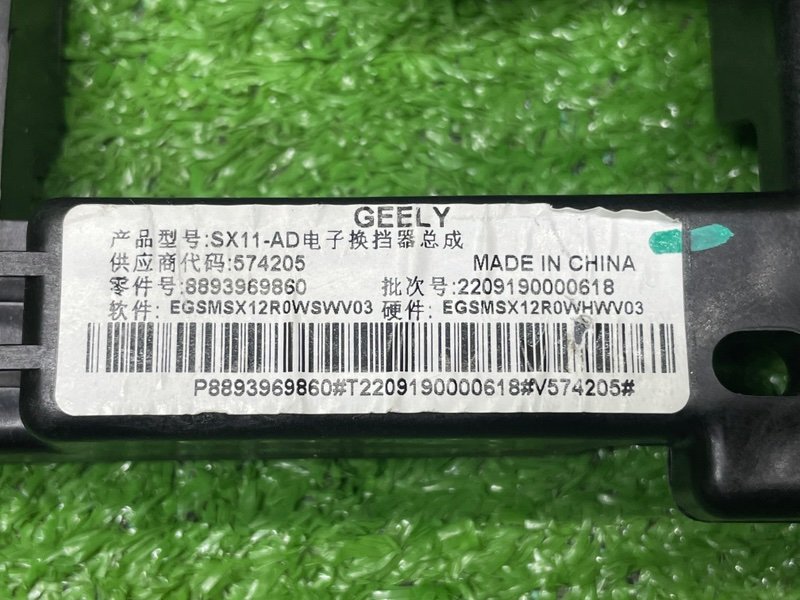 GEELY
产品型号:SX11-AD电子换挡器总成
供应商代码:574205 MADE IN CHINA
零件号:8893969860 批次号:2209190000618
软件: EGSMSX12R0WSWV03 硬件: EGSMSX12R0WHWV03
P8893969860#T2209190000618#V574205#